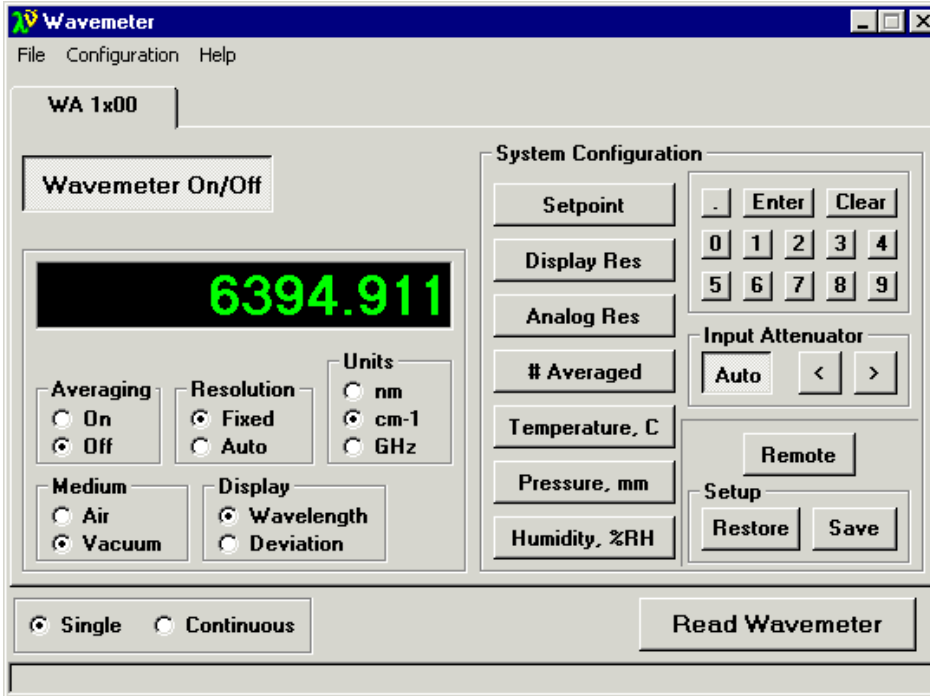 Wavemeter
File Configuration Help
WA 1x00
Wavemeter On/Off
6394.911
Averaging
On
Off
Resolution
Fixed
Auto
Units
nm
cm-1
GHz
Medium
Air
Vacuum
Display
Wavelength
Deviation
System Configuration
Setpoint
Display Res
Analog Res
# Averaged
Temperature, C
Pressure, mm
Humidity, %RH
. Enter Clear
0 1 2 3 4
5 6 7 8 9
Input Attenuator
Auto < >
Remote
Setup
Restore Save
Single Continuous
Read Wavemeter